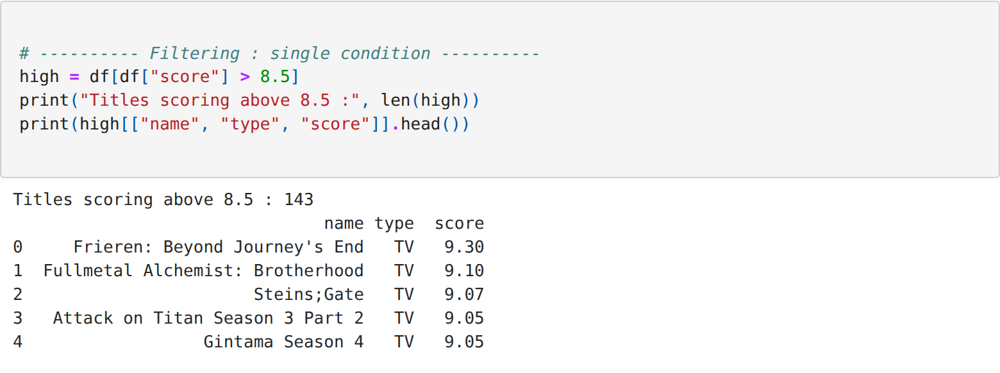 # ---------- Filtering : single condition ----------
high = df[df["score"] > 8.5]
print("Titles scoring above 8.5 :", len(high))
print(high[["name", "type", "score"]].head())
Titles scoring above 8.5 : 143
                               name type  score
0     Frieren: Beyond Journey's End   TV   9.30
1  Fullmetal Alchemist: Brotherhood   TV   9.10
2                       Steins;Gate   TV   9.07
3   Attack on Titan Season 3 Part 2   TV   9.05
4                  Gintama Season 4   TV   9.05